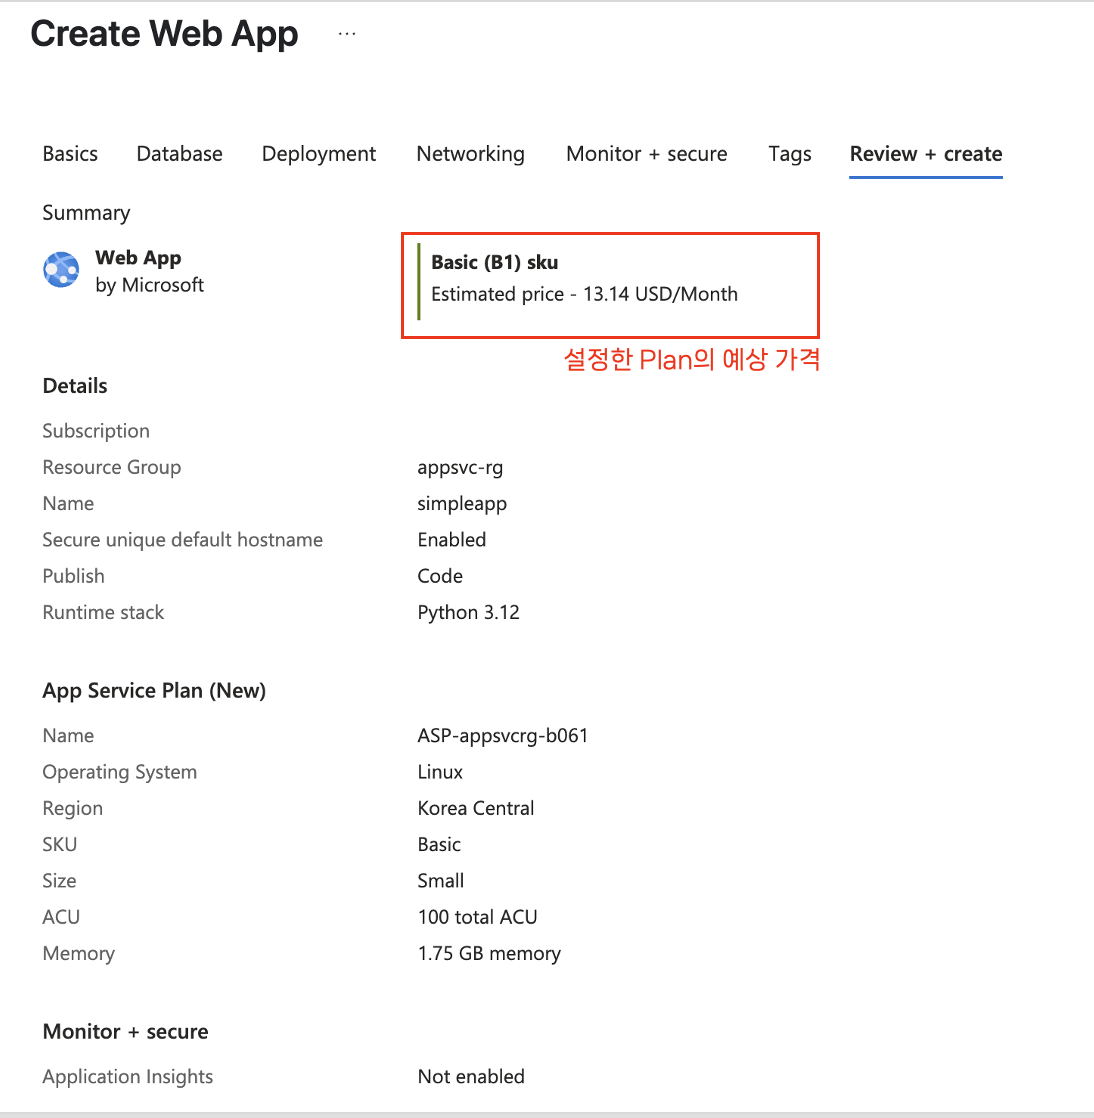 Create Web App ...
Basics Database Deployment Networking Monitor + secure Tags Review + create
Summary
Web App
by Microsoft
Basic (B1) sku
Estimated price - 13.14 USD/Month
설정한 Plan의 예상 가격
Details
Subscription
Resource Group appsvc-rg
Name simpleapp
Secure unique default hostname Enabled
Publish Code
Runtime stack Python 3.12
App Service Plan (New)
Name ASP-appsvcrg-b061
Operating System Linux
Region Korea Central
SKU Basic
Size Small
ACU 100 total ACU
Memory 1.75 GB memory
Monitor + secure
Application Insights Not enabled